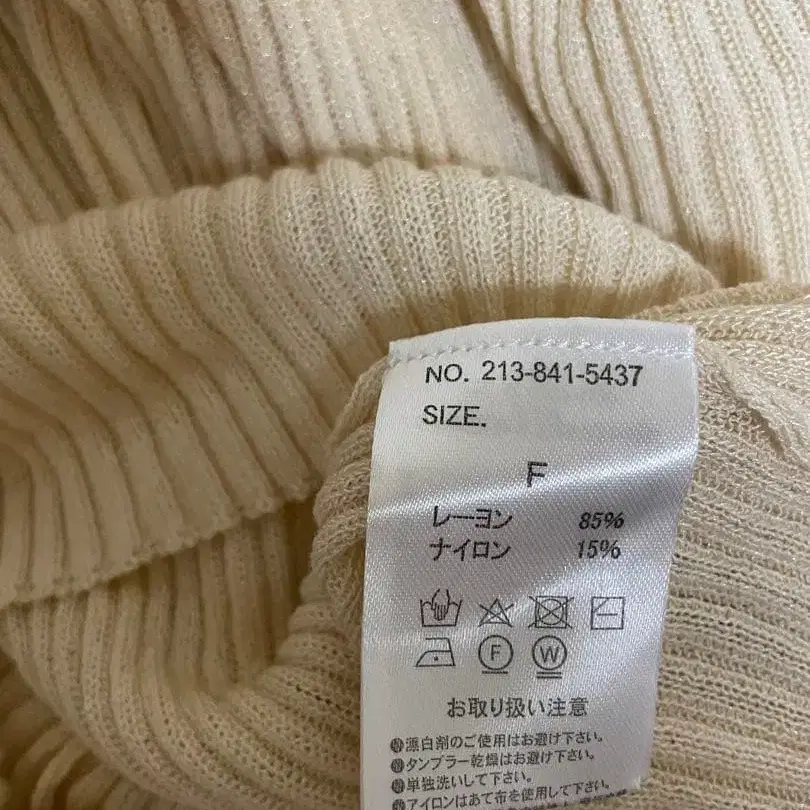 NO. 213-841-5437
SIZE.
F
レーヨン 85%
ナイロン 15%
F W
お取り扱い注意
漂白剤のご使用はお避け下さい。
タンブラー乾燥はお避け下さい。
単独洗いして下さい。
アイロンはあて布を使用して下さい。